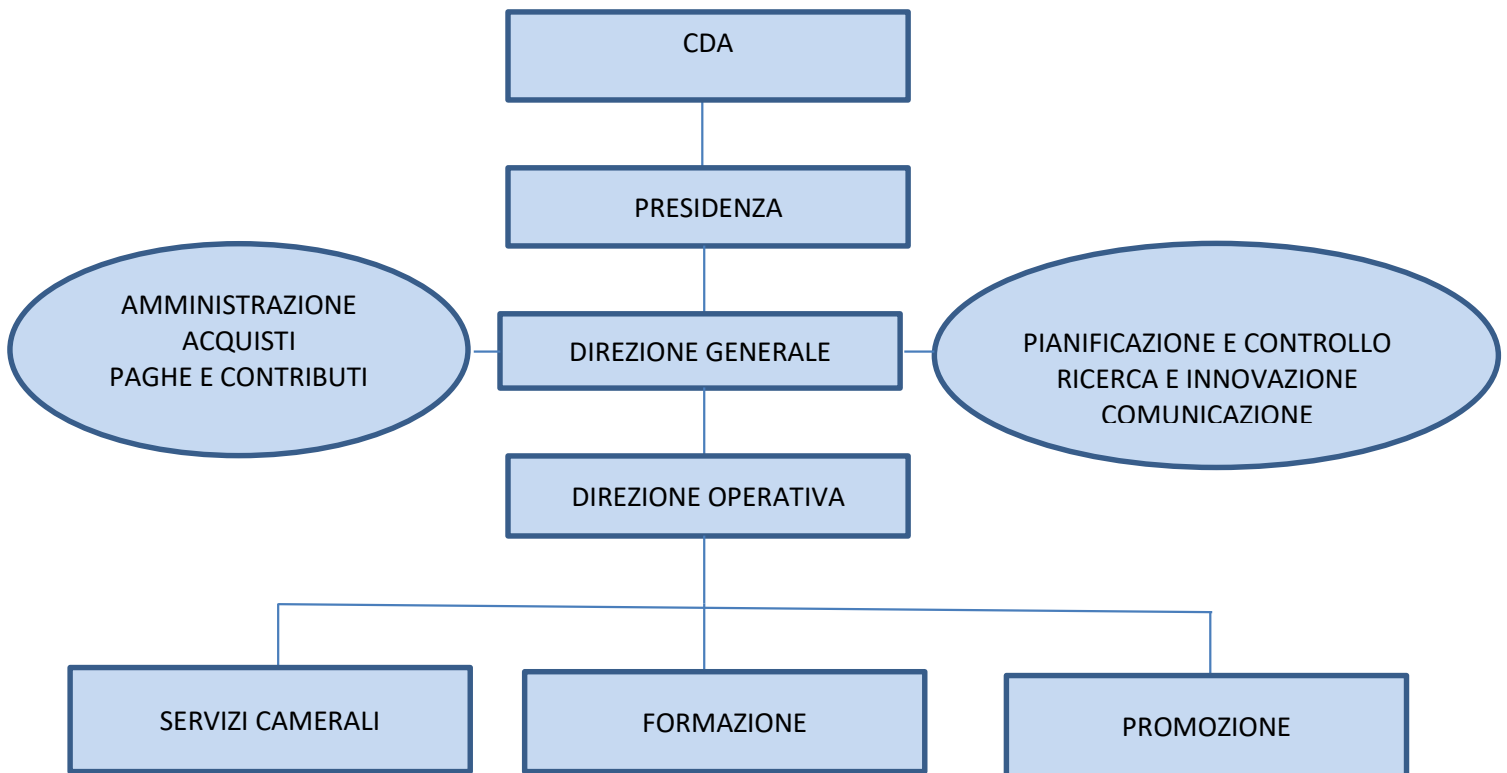 CDA
PRESIDENZA
AMMINISTRAZIONE
ACQUISTI
PAGHE E CONTRIBUTI
DIREZIONE GENERALE
PIANIFICAZIONE E CONTROLLO
RICERCA E INNOVAZIONE
COMUNICAZIONE
DIREZIONE OPERATIVA
SERVIZI CAMERALI
FORMAZIONE
PROMOZIONE